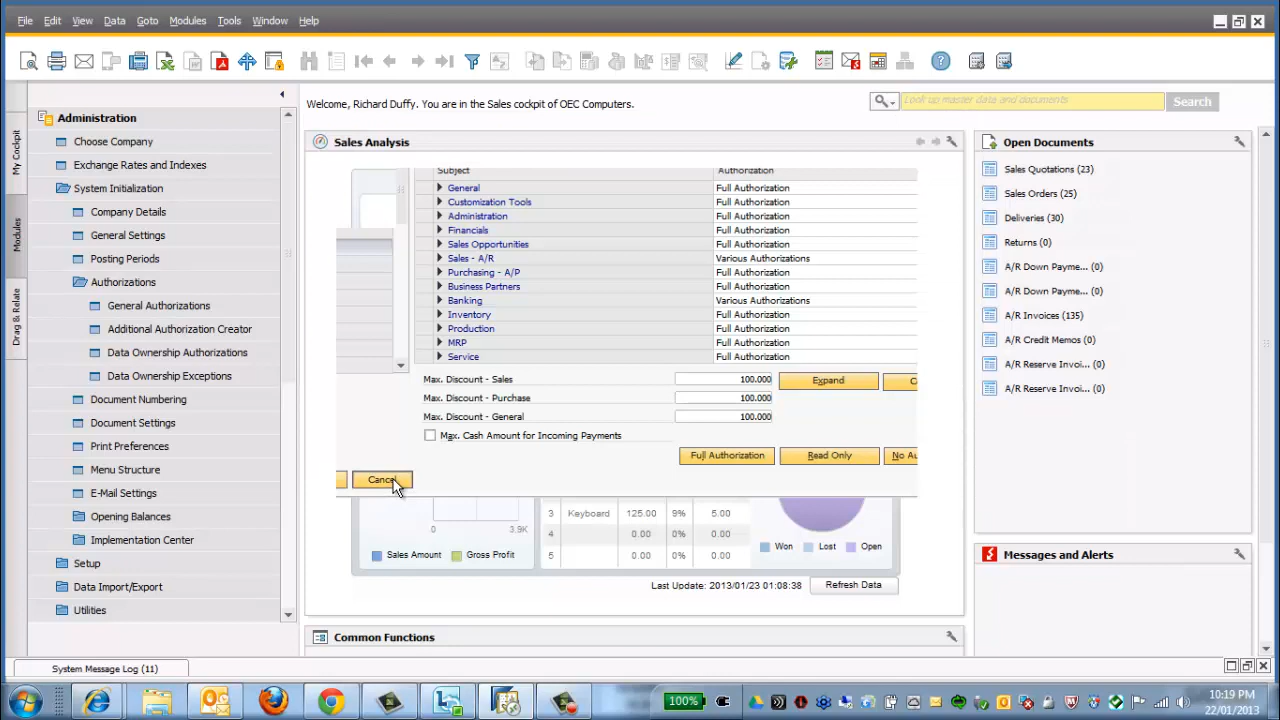 File Edit View Data Goto Modules Tools Window Help
Welcome, Richard Duffy. You are in the Sales cockpit of OEC Computers.
Look up master data and documents
Search
My Cockpit
Modules
Drag & Relate
Administration
Choose Company
Exchange Rates and Indexes
System Initialization
Company Details
General Settings
Posting Periods
Authorizations
General Authorizations
Additional Authorization Creator
Data Ownership Authorizations
Data Ownership Exceptions
Document Numbering
Document Settings
Print Preferences
Menu Structure
E-Mail Settings
Opening Balances
Implementation Center
Setup
Data Import/Export
Utilities
Sales Analysis
Subject Authorization
General Full Authorization
Customization Tools Full Authorization
Administration Full Authorization
Financials Full Authorization
Sales Opportunities Full Authorization
Sales - A/R Various Authorizations
Purchasing - A/P Full Authorization
Business Partners Full Authorization
Banking Various Authorizations
Inventory Full Authorization
Production Full Authorization
MRP Full Authorization
Service Full Authorization
Max. Discount - Sales 100.000 Expand C
Max. Discount - Purchase 100.000
Max. Discount - General 100.000
Max. Cash Amount for Incoming Payments
Full Authorization Read Only No Au
Cancel
3 Keyboard 125.00 9% 5.00
0 3.9K 4 0.00 0% 0.00
Sales Amount Gross Profit 5 0.00 0% 0.00 Won Lost Open
Last Update: 2013/01/23 01:08:38 Refresh Data
Common Functions
Open Documents
Sales Quotations (23)
Sales Orders (25)
Deliveries (30)
Returns (0)
A/R Down Payme... (0)
A/R Down Payme... (0)
A/R Invoices (135)
A/R Credit Memos (0)
A/R Reserve Invoi... (0)
A/R Reserve Invoi... (0)
Messages and Alerts
System Message Log (11)
100%
10:19 PM
22/01/2013